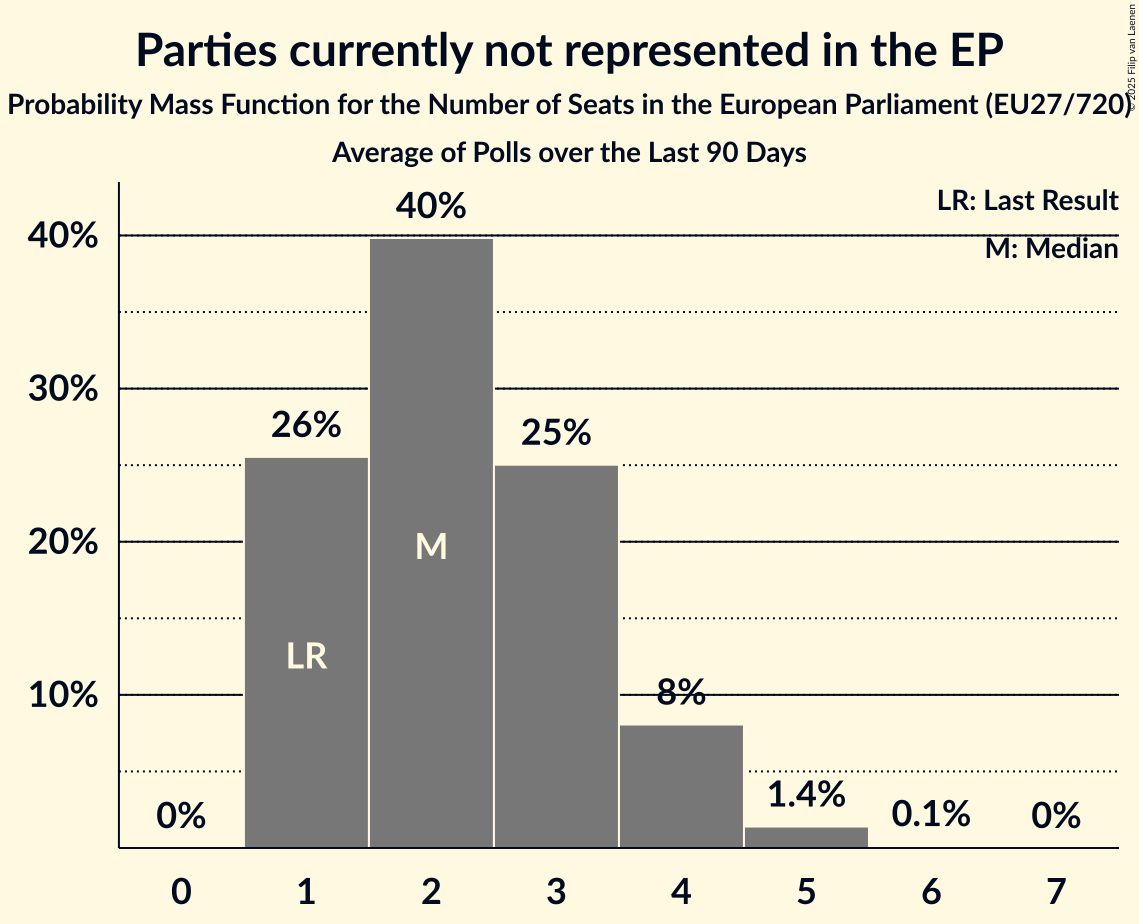 Parties currently not represented in the EP
Probability Mass Function for the Number of Seats in the European Parliament (EU27/720)
Average of Polls over the Last 90 Days
© 2025 Filip van Laenen
LR: Last Result
M: Median
40%
30%
20%
10%
0%
26%
40%
25%
8%
1.4%
0.1%
0%
LR
M
0 1 2 3 4 5 6 7